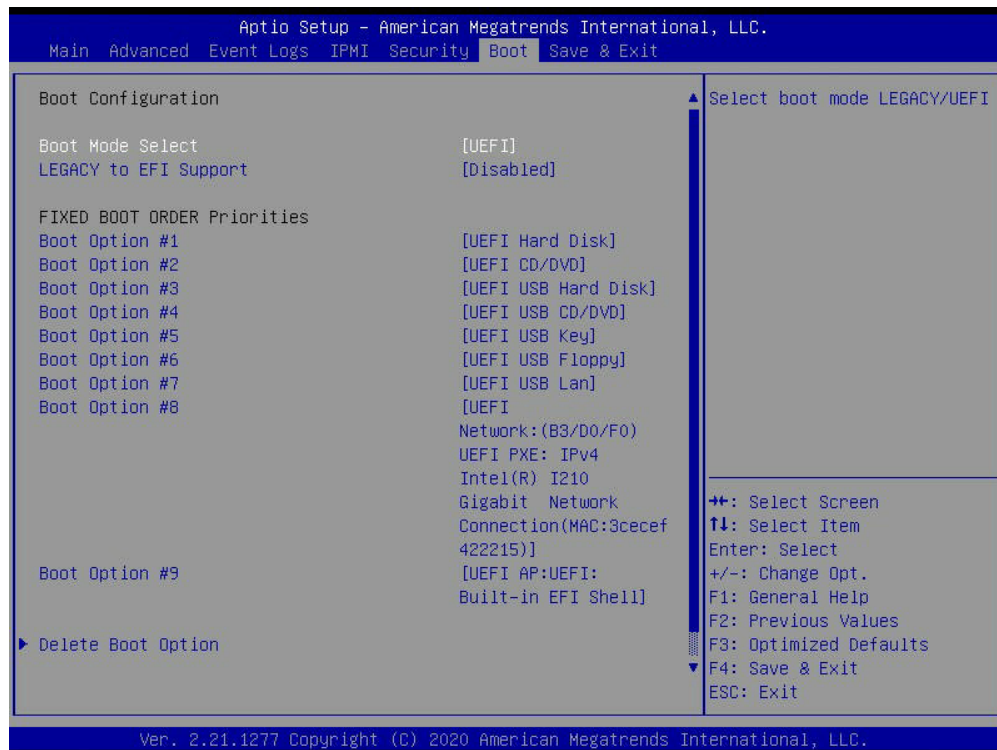 Aptio Setup – American Megatrends International, LLC.
Main Advanced Event Logs IPMI Security Boot Save & Exit
Boot Configuration
Boot Mode Select [UEFI]
LEGACY to EFI Support [Disabled]
FIXED BOOT ORDER Priorities
Boot Option #1 [UEFI Hard Disk]
Boot Option #2 [UEFI CD/DVD]
Boot Option #3 [UEFI USB Hard Disk]
Boot Option #4 [UEFI USB CD/DVD]
Boot Option #5 [UEFI USB Key]
Boot Option #6 [UEFI USB Floppy]
Boot Option #7 [UEFI USB Lan]
Boot Option #8 [UEFI
Network:(B3/D0/F0)
UEFI PXE: IPv4
Intel(R) I210
Gigabit Network
Connection(MAC:3cecef
422215)]
Boot Option #9 [UEFI AP:UEFI:
Built-in EFI Shell]
Delete Boot Option
Select boot mode LEGACY/UEFI
→←: Select Screen
↑↓: Select Item
Enter: Select
+/-: Change Opt.
F1: General Help
F2: Previous Values
F3: Optimized Defaults
F4: Save & Exit
ESC: Exit
Ver. 2.21.1277 Copyright (C) 2020 American Megatrends International, LLC.